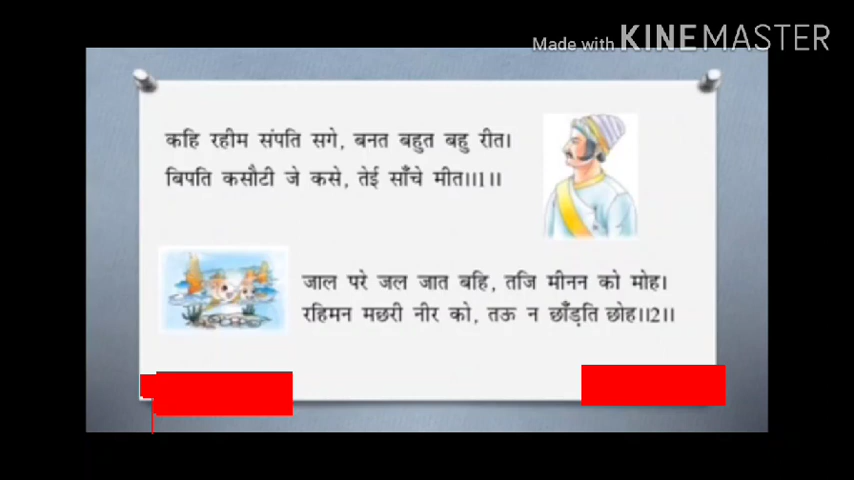 Made with KINEMASTER
कहि रहीम संपति सगे, बनत बहुत बहु रीत।
बिपति कसौटी जे कसे, तेई साँचे मीत।।1।।
जाल परे जल जात बहि, तजि मीनन को मोह।
रहिमन मछरी नीर को, तऊ न छाँड़ति छोह।।2।।